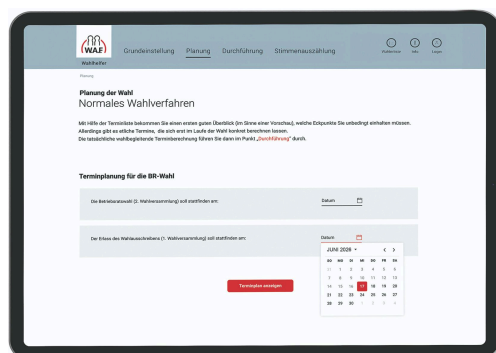 W.A.F.
Wahlhelfer
Grundeinstellung Planung Durchführung Stimmenauszählung
Info
Planung
Planung der Wahl
Normales Wahlverfahren
Mit Hilfe der Terminliste bekommen Sie einen ersten guten Überblick (im Sinne einer Vorschau), welche Eckpunkte Sie unbedingt einhalten müssen.
Allerdings gibt es etliche Termine, die sich erst im Laufe der Wahl konkret berechnen lassen.
Die tatsächliche wahlbegleitende Terminberechnung führen Sie dann im Punkt „Durchführung“ durch.
Terminplanung für die BR-Wahl
Die Betriebsratswahl (2. Wahlversammlung) soll stattfinden am: Datum
Der Erlass des Wahlausschreibens (1. Wahlversammlung) soll stattfinden am: Datum
JUNI 2026
SO MO DI MI DO FR SA
31 1 2 3 4 5 6
7 8 9 10 11 12 13
14 15 16 17 18 19 20
21 22 23 24 25 26 27
28 29 30 1 2 3 4
Terminplan anzeigen